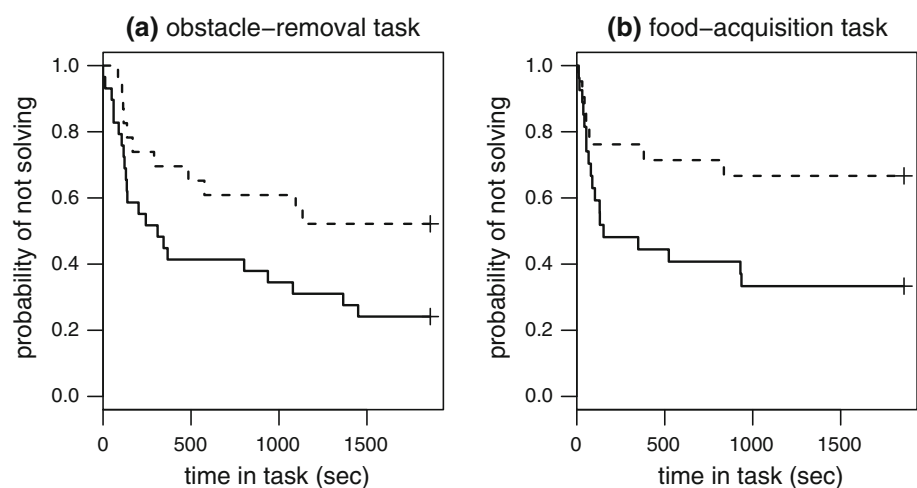 (a) obstacle−removal task
probability of not solving
1.0
0.8
0.6
0.4
0.2
0.0
0 500 1000 1500
time in task (sec)
(b) food−acquisition task
probability of not solving
1.0
0.8
0.6
0.4
0.2
0.0
0 500 1000 1500
time in task (sec)